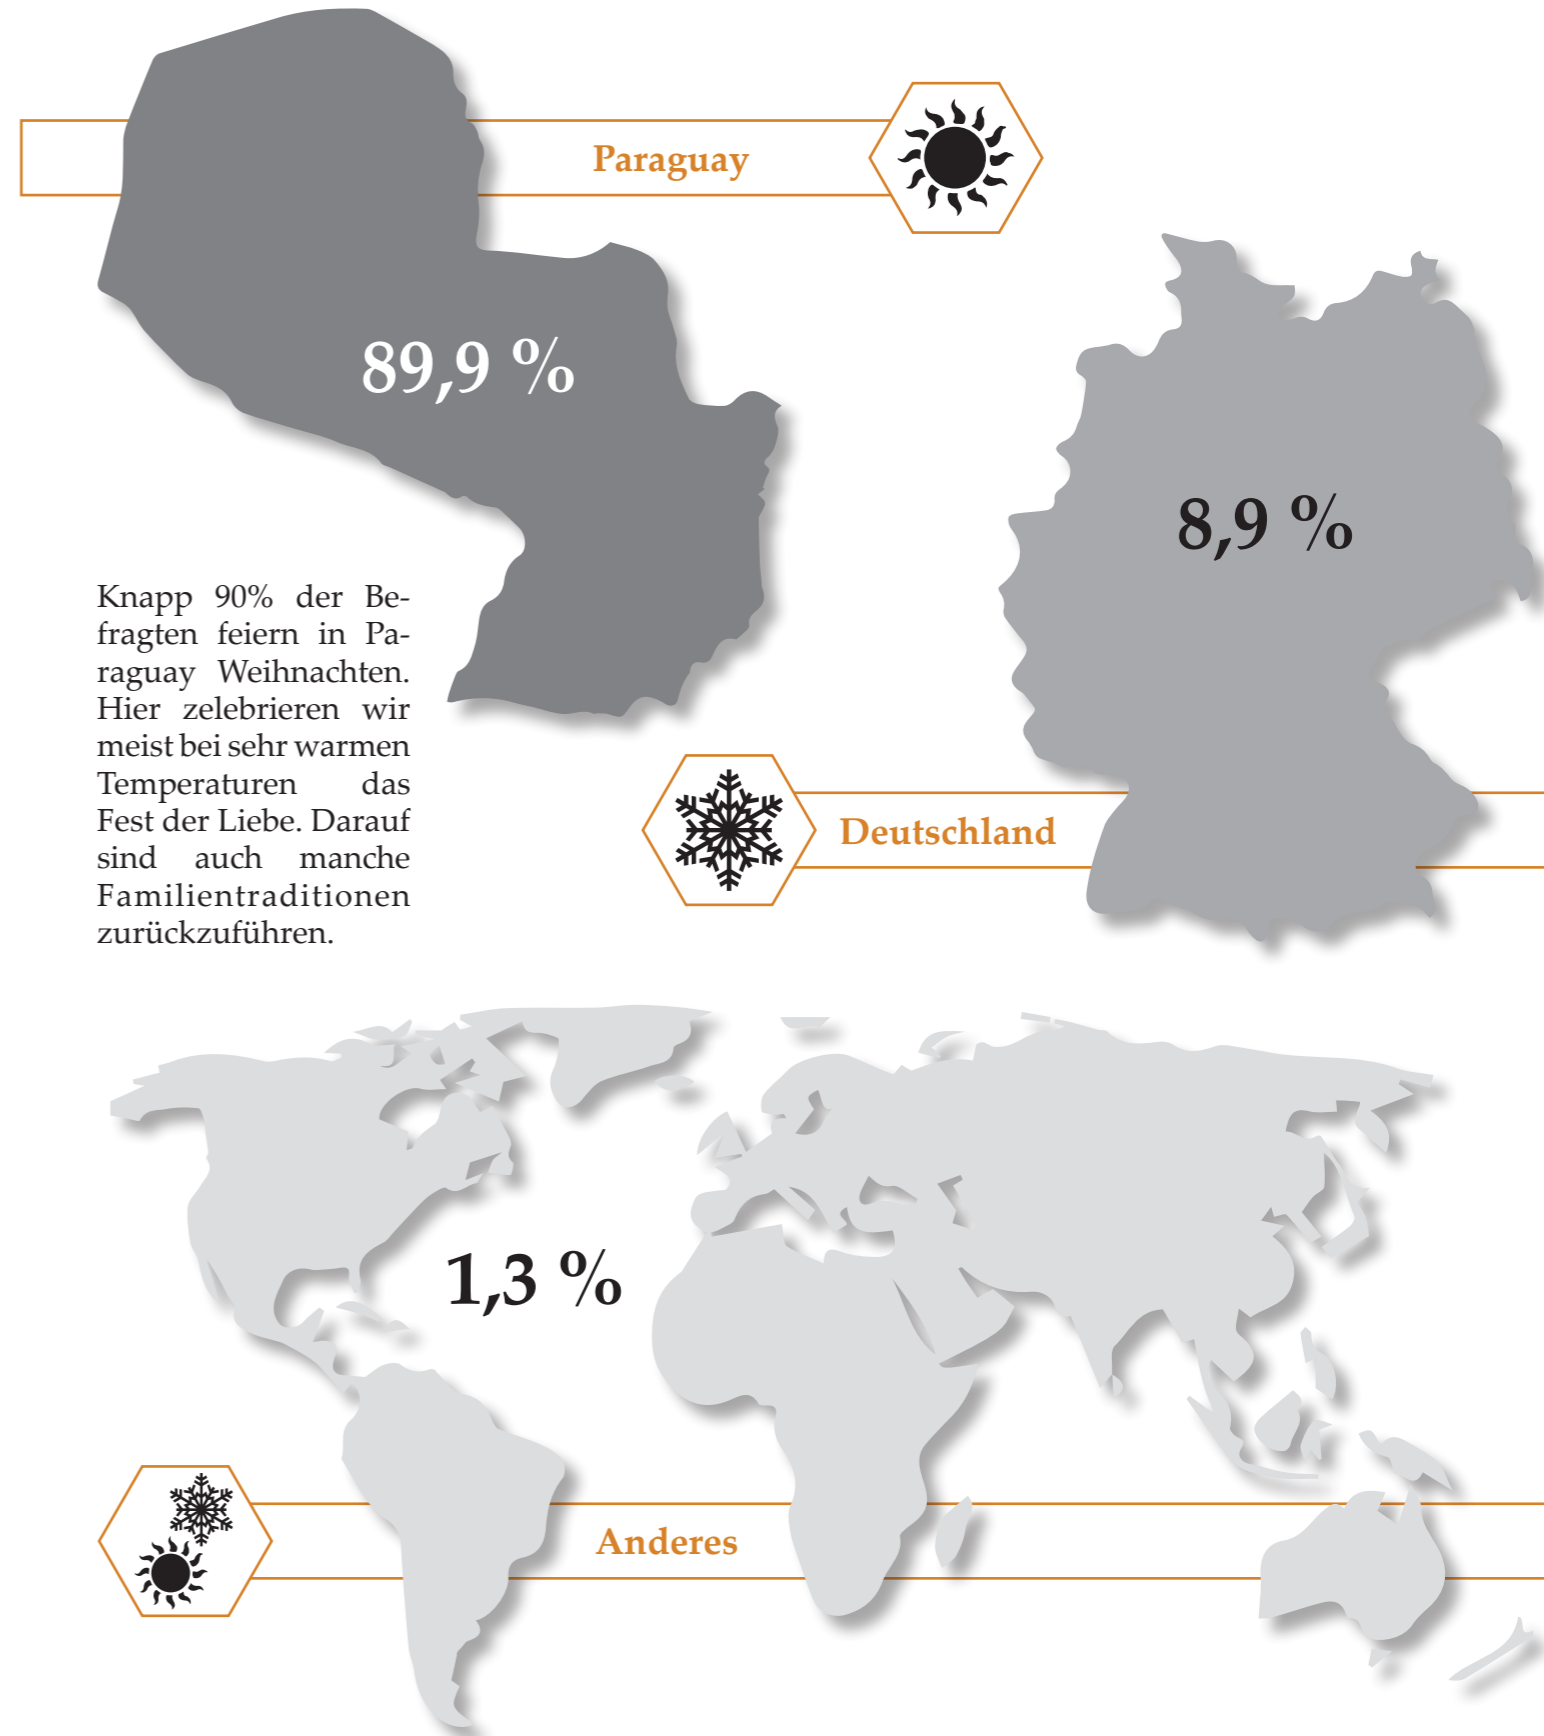 Paraguay
89,9 %
8,9 %
Knapp 90% der Be-
fragten feiern in Pa-
raguay Weihnachten.
Hier zelebrieren wir
meist bei sehr warmen
Temperaturen das
Fest der Liebe. Darauf
sind auch manche
Familientraditionen
zurückzuführen.
Deutschland
1,3 %
Anderes